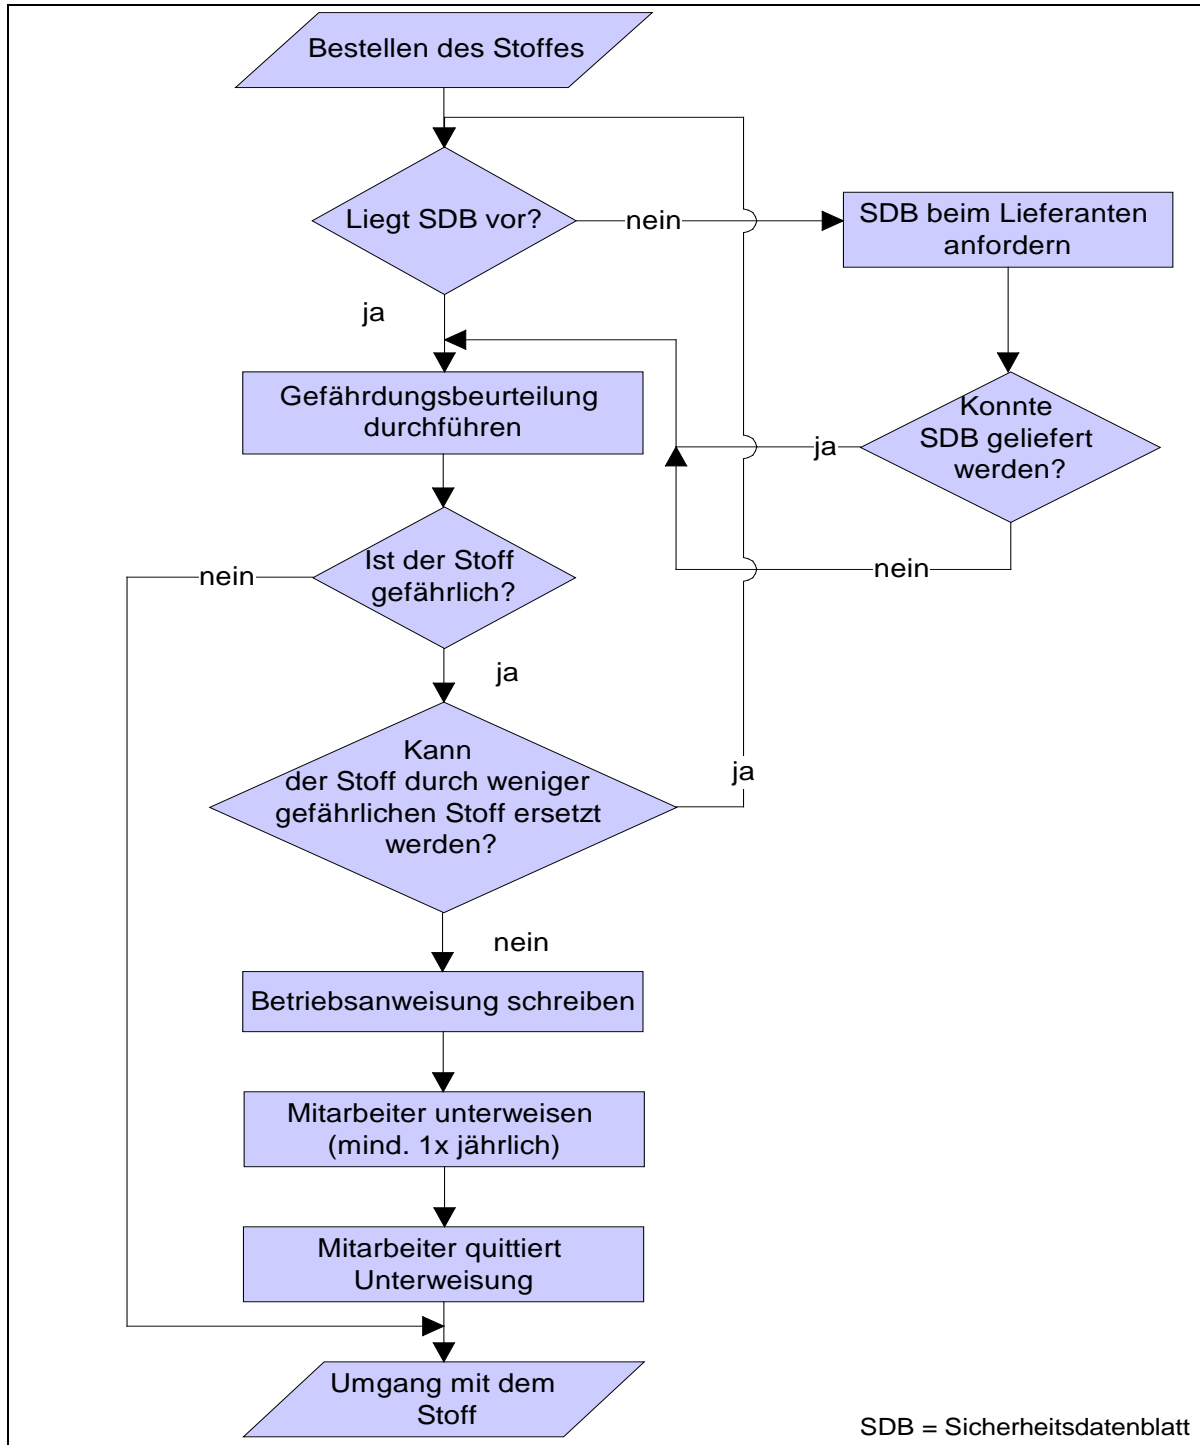 Bestellen des Stoffes
Liegt SDB vor?
nein
SDB beim Lieferanten
anfordern
ja
Gefährdungsbeurteilung
durchführen
Konnte
SDB geliefert
werden?
ja
nein
Ist der Stoff
gefährlich?
nein
ja
Kann
der Stoff durch weniger
gefährlichen Stoff ersetzt
werden?
ja
nein
Betriebsanweisung schreiben
Mitarbeiter unterweisen
(mind. 1x jährlich)
Mitarbeiter quittiert
Unterweisung
Umgang mit dem
Stoff
SDB = Sicherheitsdatenblatt